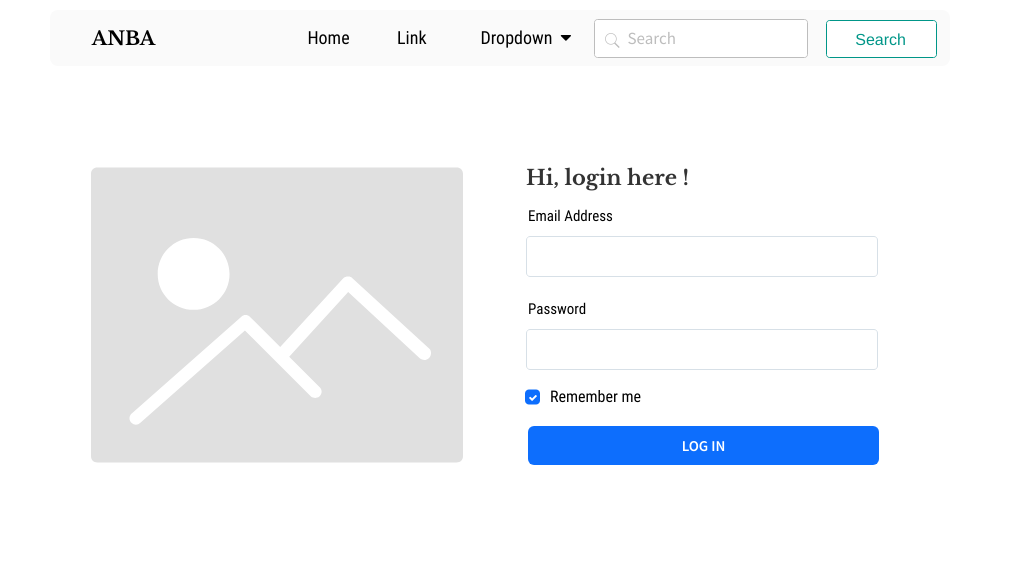 ANBA
Home
Link
Dropdown
Search
Search
Hi, login here !
Email Address
Password
Remember me
LOG IN